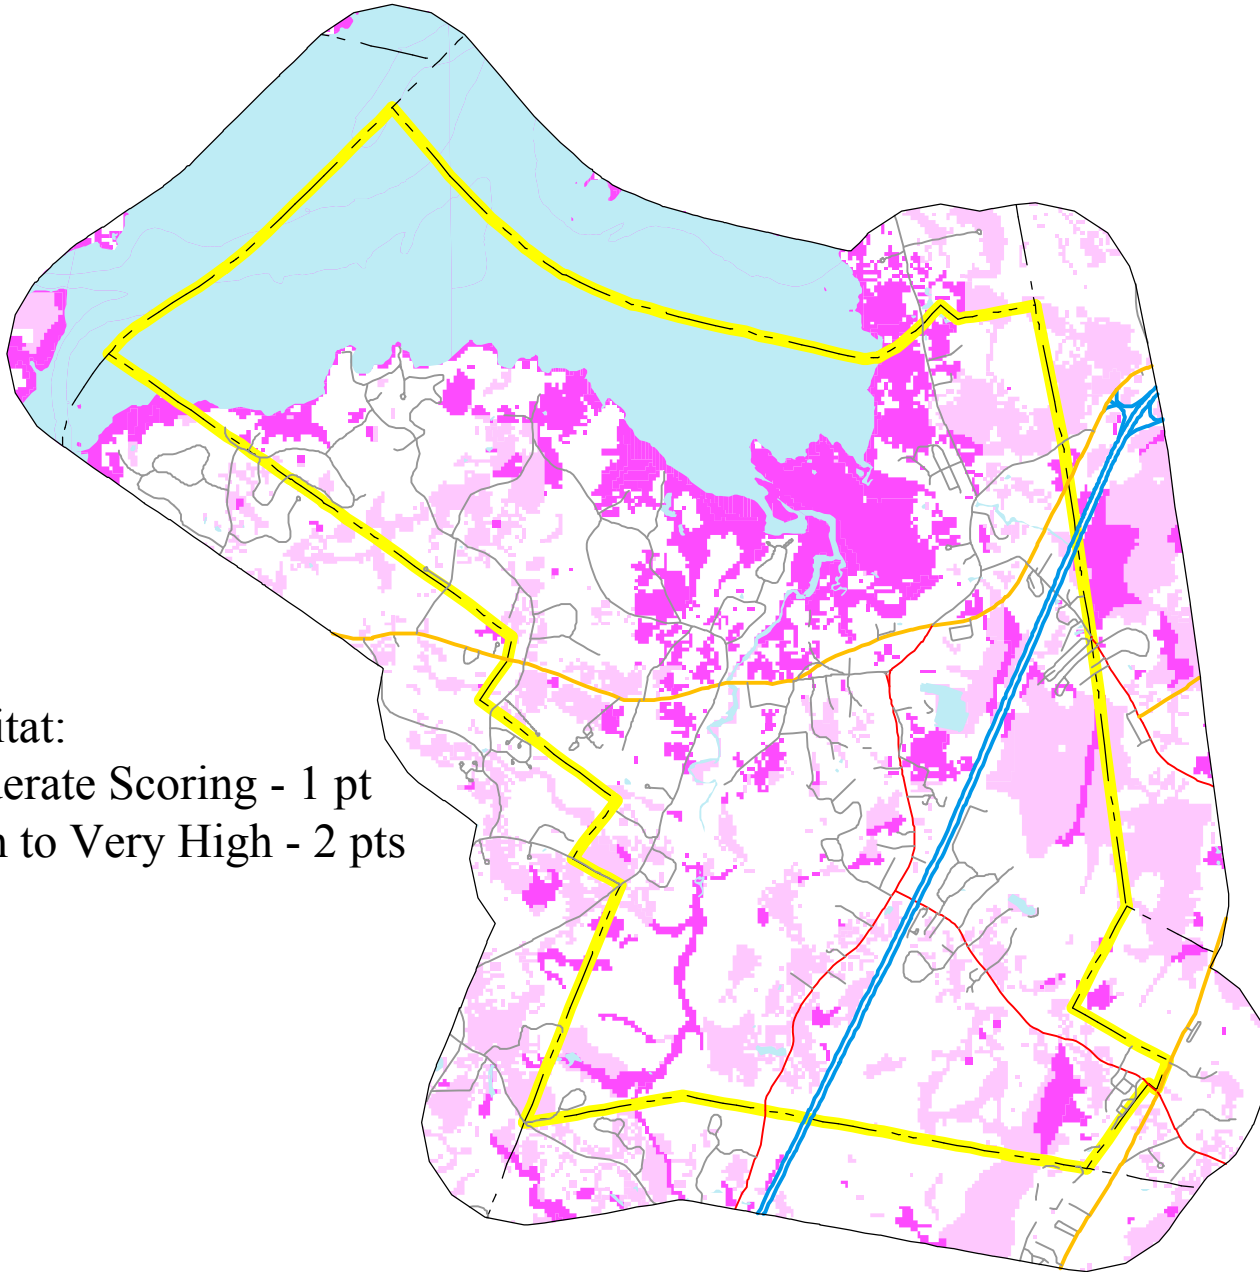 itat:
erate Scoring - 1 pt
to Very High - 2 pts